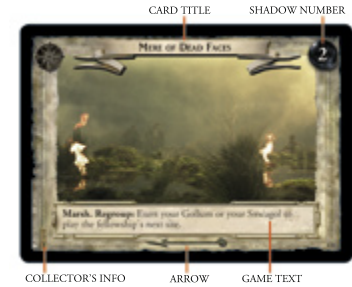 CARD TITLE SHADOW NUMBER
MERE OF DEAD FACES
2
Marsh. Regroup: Exert your Gollum or your Smeagol to
play the fellowship's next site.
COLLECTOR'S INFO ARROW GAME TEXT